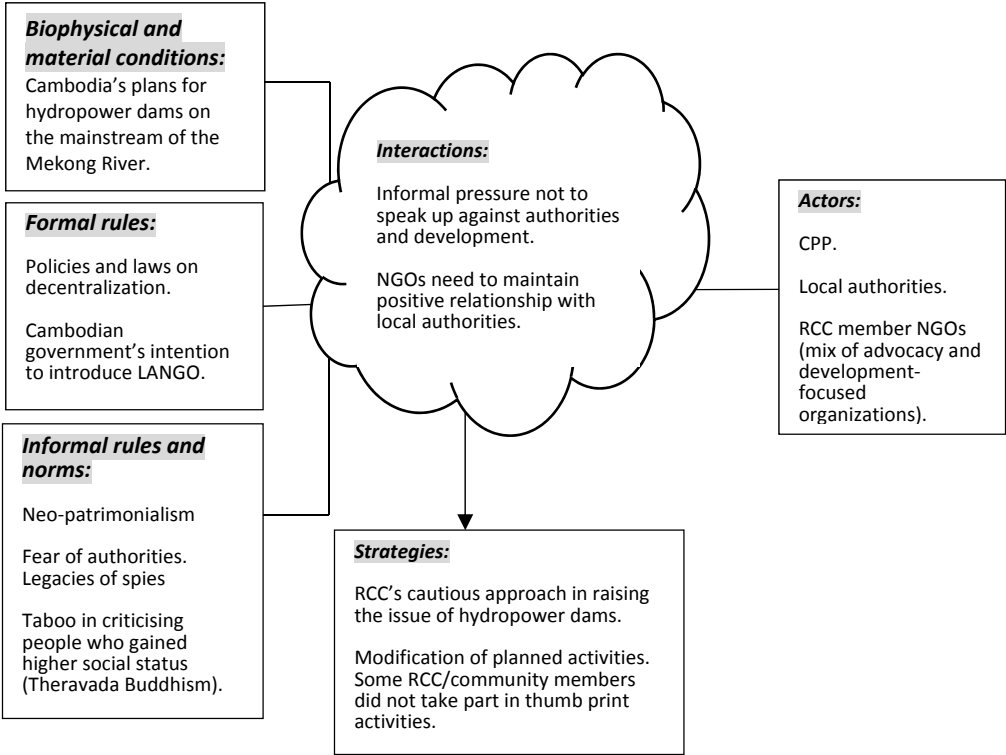 Biophysical and
material conditions:
Cambodia's plans for
hydropower dams on
the mainstream of the
Mekong River.
Formal rules:
Policies and laws on
decentralization.
Cambodian
government's intention
to introduce LANGO.
Informal rules and
norms:
Neo-patrimonialism
Fear of authorities.
Legacies of spies
Taboo in criticising
people who gained
higher social status
(Theravada Buddhism).
Interactions:
Informal pressure not to
speak up against authorities
and development.
NGOs need to maintain
positive relationship with
local authorities.
Strategies:
RCC's cautious approach in raising
the issue of hydropower dams.
Modification of planned activities.
Some RCC/community members
did not take part in thumb print
activities.
Actors:
CPP.
Local authorities.
RCC member NGOs
(mix of advocacy and
development-
focused
organizations).